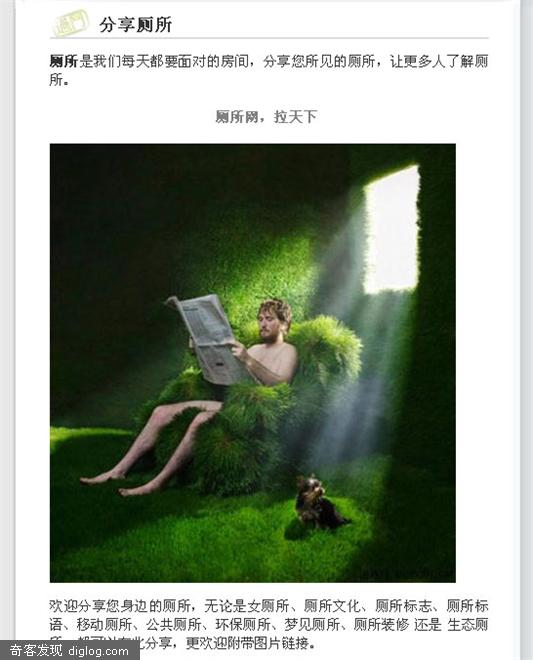 分享厕所
厕所是我们每天都要面对的房间，分享您所见的厕所，让更多人了解厕
所。
厕所网，拉天下
欢迎分享您身边的厕所，无论是女厕所、厕所文化、厕所标志、厕所标
语、移动厕所、公共厕所、环保厕所、梦见厕所、厕所装修 还是 生态厕
所，都可以在此分享，更欢迎附带图片链接。
奇客发现 diglog.com